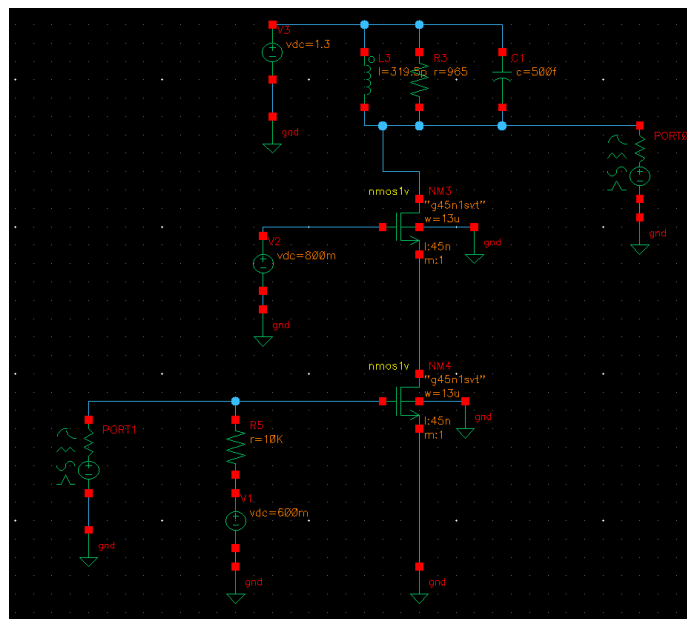 V3
vdc=1.3
gnd
L3
l=319.5p
R3
r=965
C1
c=500f
PORT0
gnd
nmos1v
NM3
"g45n1svt"
w=13u
l:45n
m:1
gnd
V2
vdc=800m
gnd
nmos1v
NM4
"g45n1svt"
w=13u
l:45n
m:1
gnd
PORT1
gnd
R5
r=10K
V1
vdc=600m
gnd
gnd